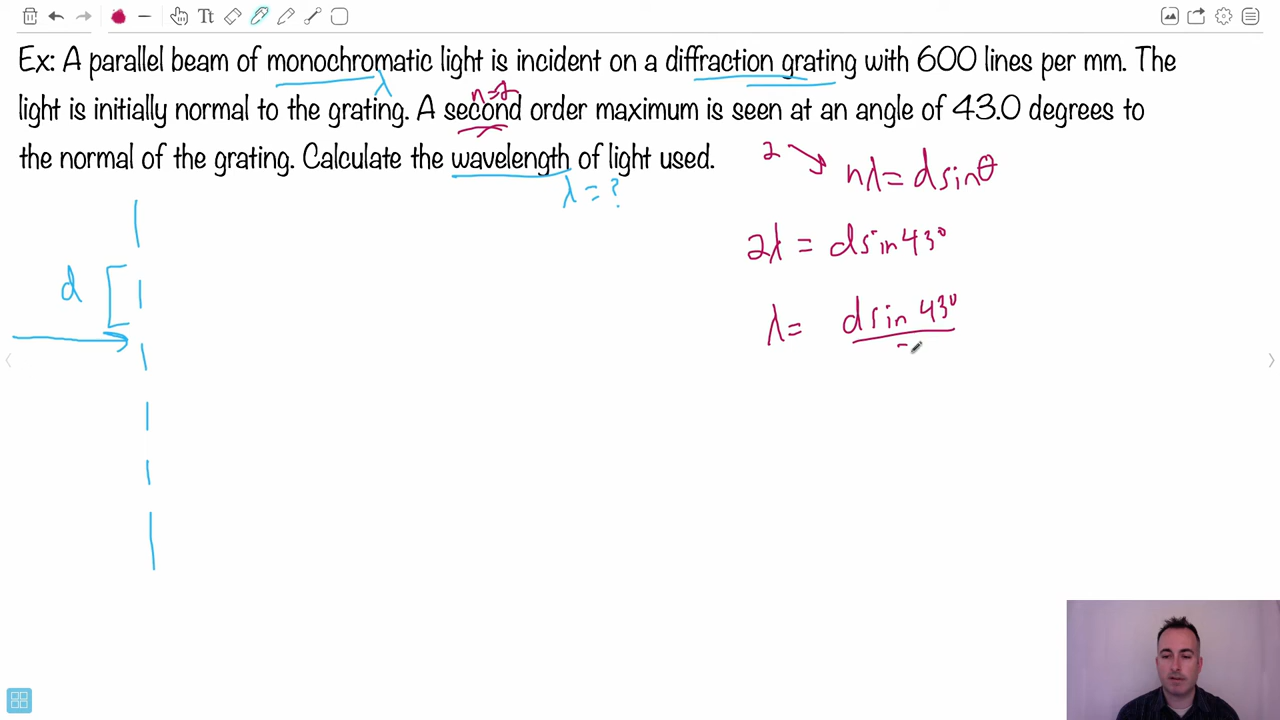 Tt
Ex: A parallel beam of monochromatic light is incident on a diffraction grating with 600 lines per mm. The
λ
n=2
light is initially normal to the grating. A second order maximum is seen at an angle of 43.0 degrees to
the normal of the grating. Calculate the wavelength of light used.
λ = ?
2
nλ = d sinθ
2λ = d sin 43°
d
λ = d sin 43°